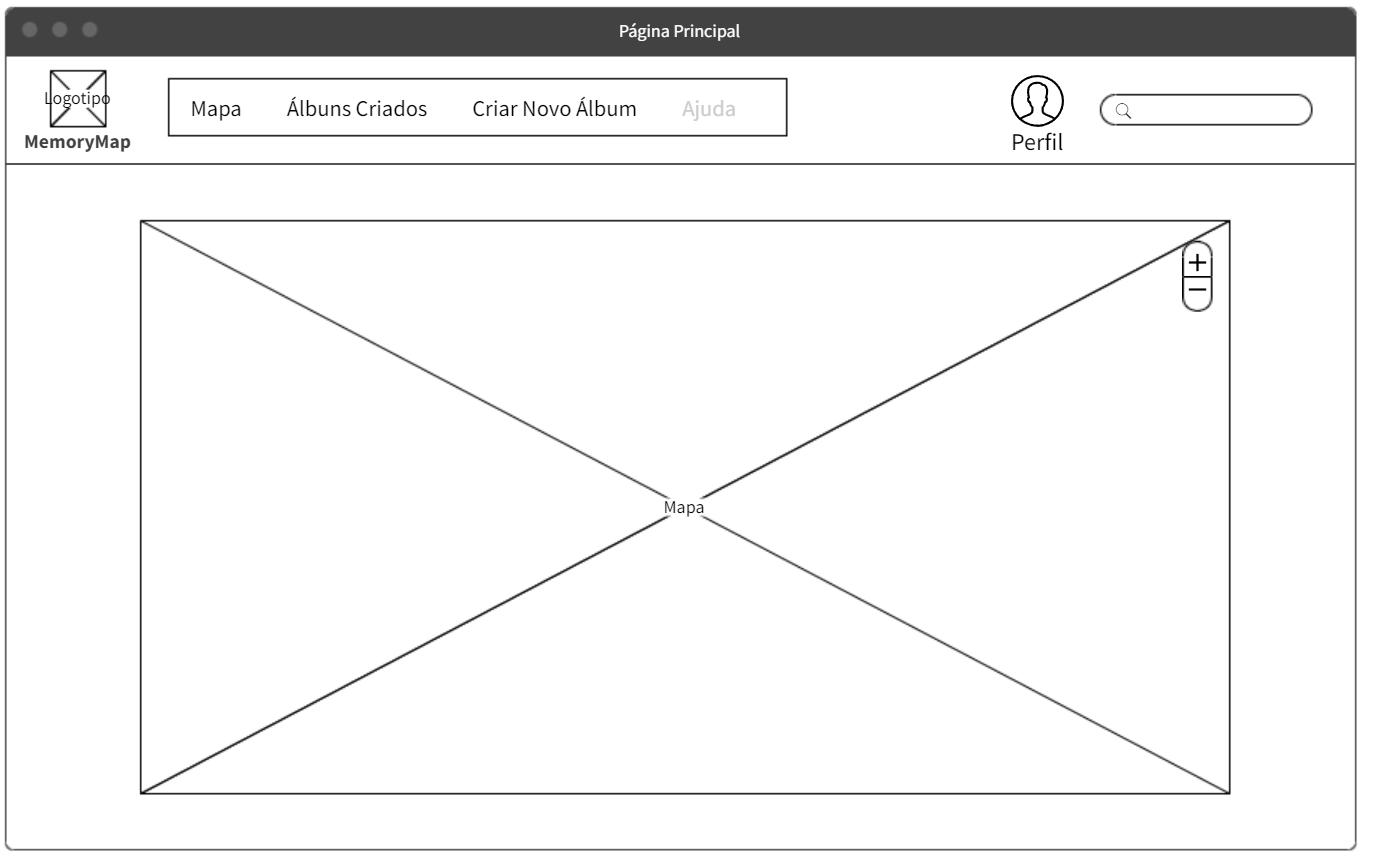 Página Principal
Logotipo
MemoryMap
Mapa Álbuns Criados Criar Novo Álbum Ajuda
Perfil
+
−
Mapa